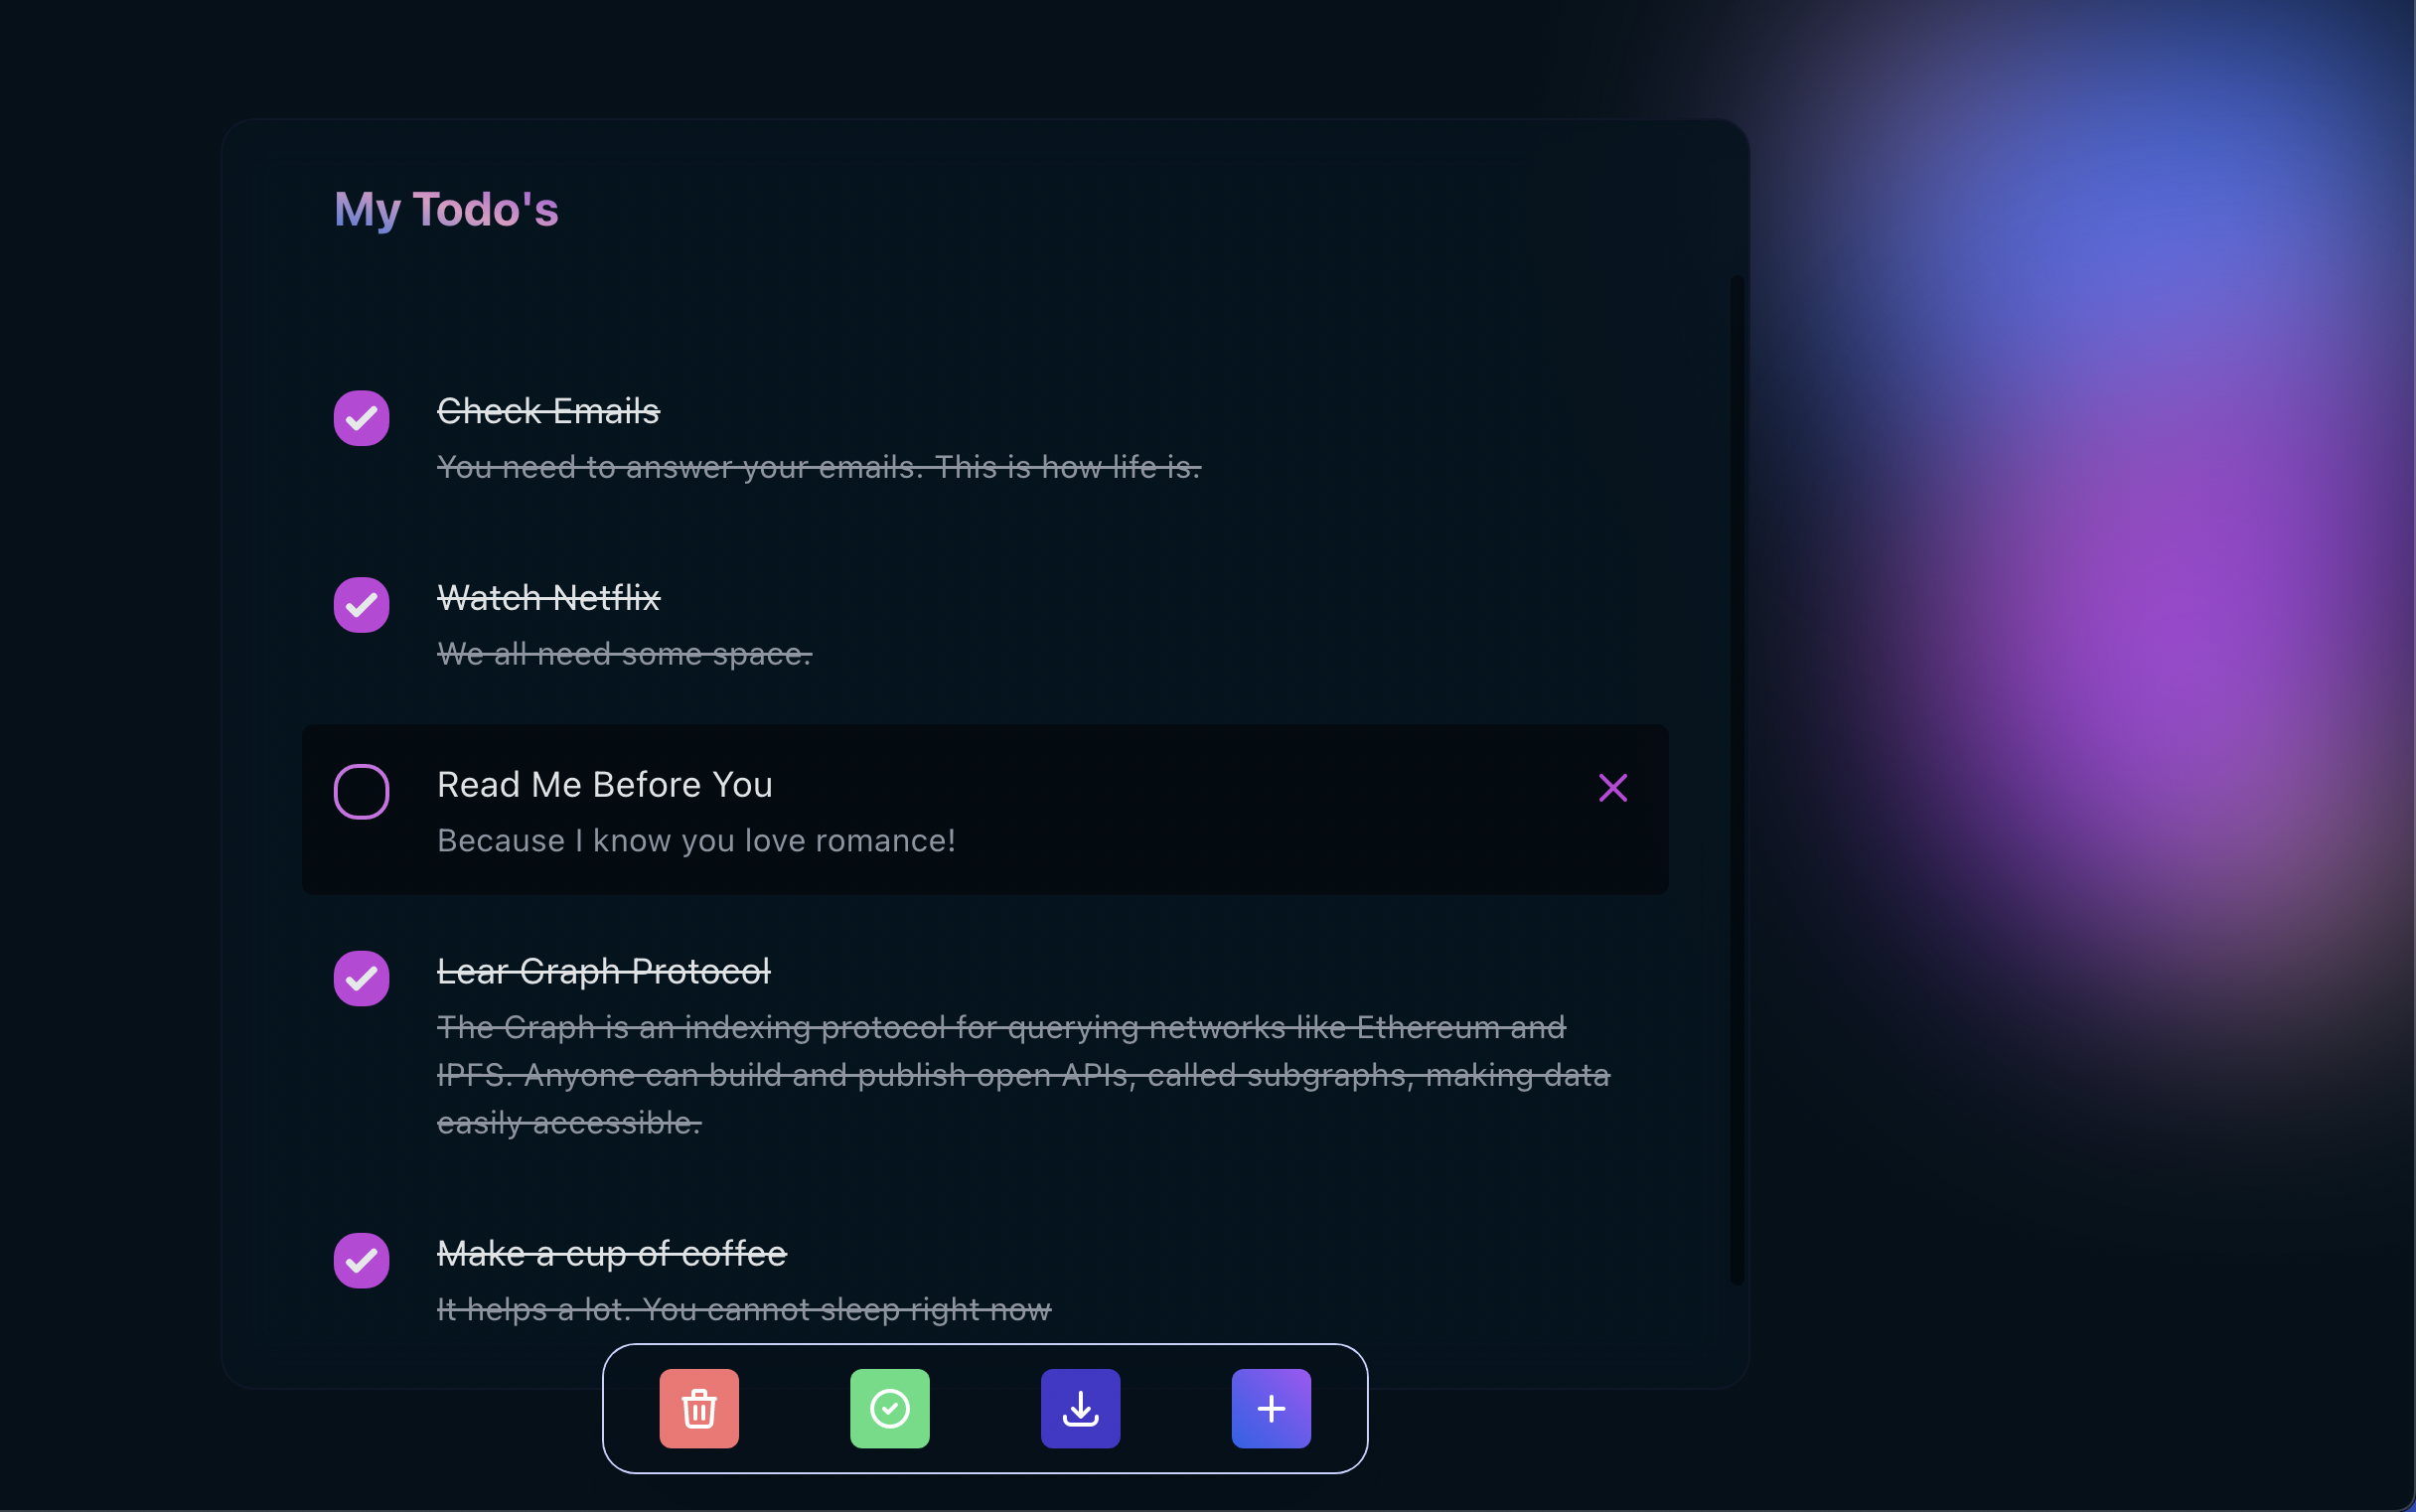 My Todo's
Check Emails
You need to answer your emails. This is how life is.
Watch Netflix
We all need some space.
Read Me Before You
Because I know you love romance!
Lear Graph Protocol
The Graph is an indexing protocol for querying networks like Ethereum and
IPFS. Anyone can build and publish open APIs, called subgraphs, making data
easily accessible.
Make a cup of coffee
It helps a lot. You cannot sleep right now